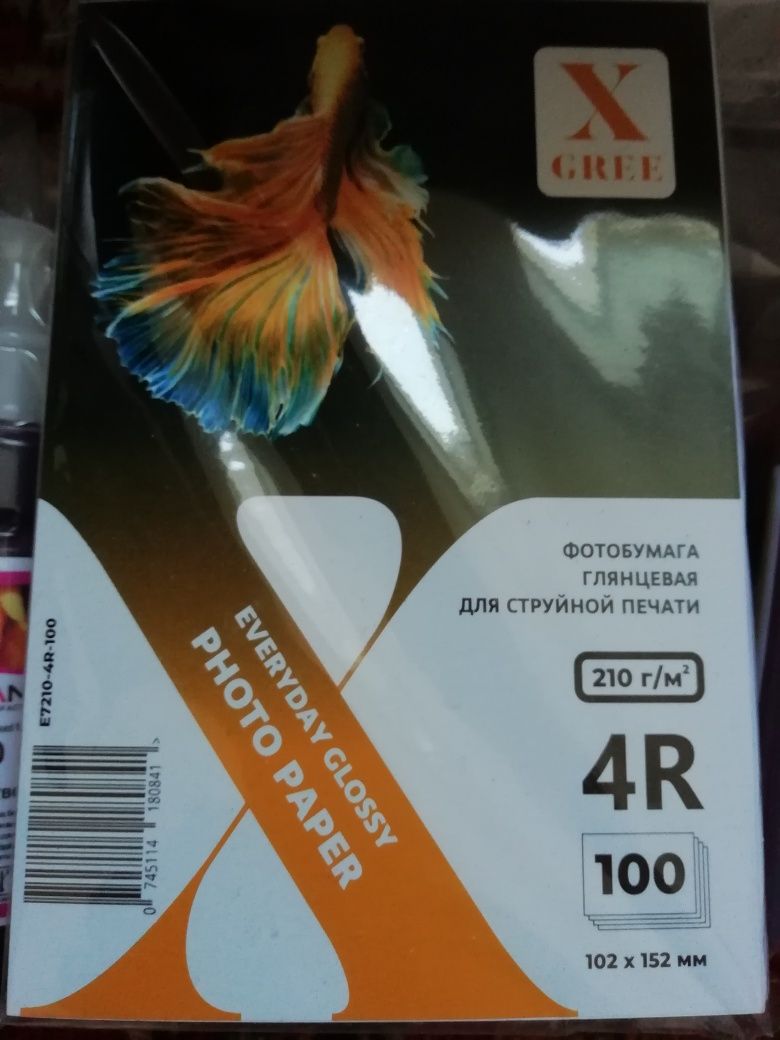 X
GREE
ФОТОБУМАГА
ГЛЯНЦЕВАЯ
ДЛЯ СТРУЙНОЙ ПЕЧАТИ
210 г/м²
4R
100
102 x 152 мм
EVERYDAY GLOSSY
PHOTO PAPER
E7210-4R-100
0 745114 180841 >